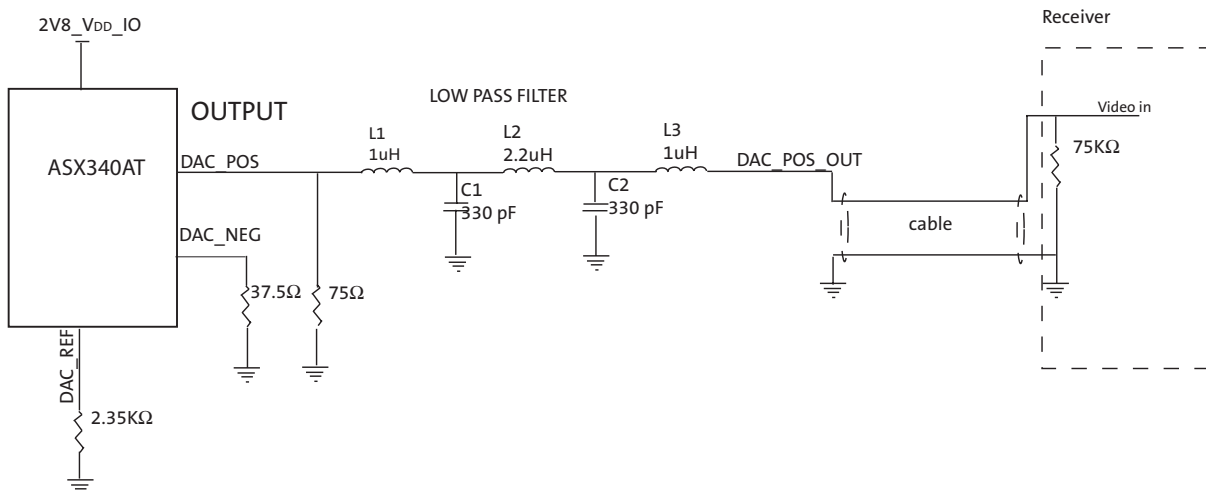 2V8_VDD_IO
Receiver
OUTPUT
LOW PASS FILTER
Video in
L1
1uH
L2
2.2uH
L3
1uH
ASX340AT
DAC_POS
DAC_POS_OUT
75KΩ
C1
330 pF
C2
330 pF
DAC_NEG
cable
37.5Ω
75Ω
DAC_REF
2.35KΩ